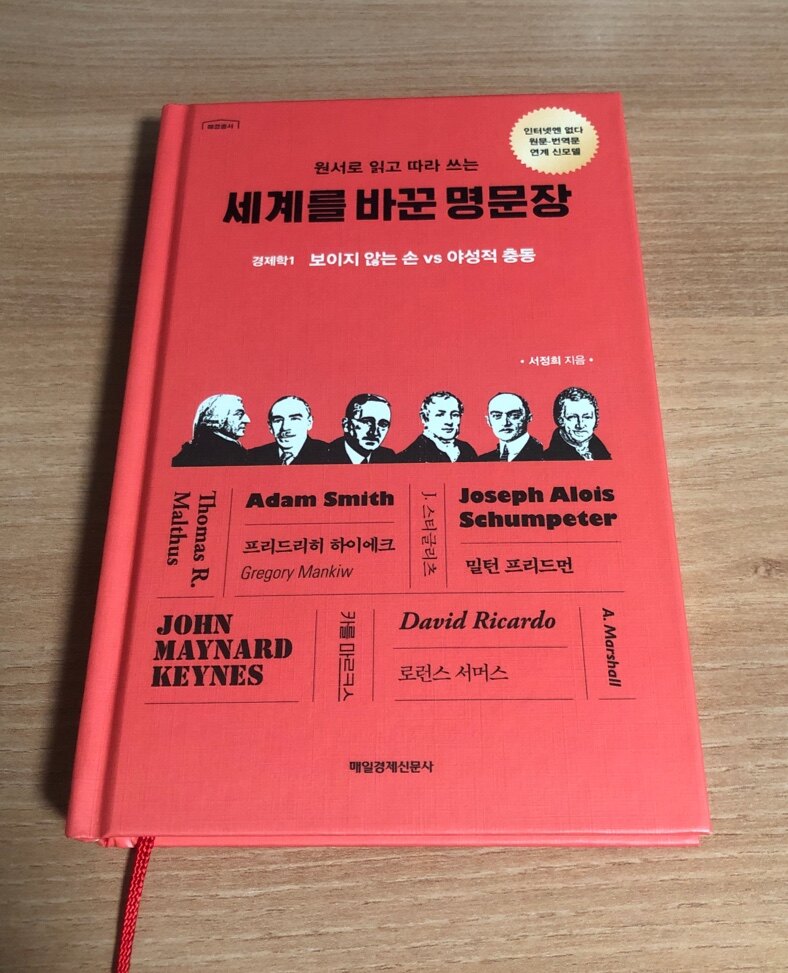 매경출판
인터넷엔 없다
원문·번역문
연계 신모델
원서로 읽고 따라 쓰는
세계를 바꾼 명문장
경제학1 보이지 않는 손 vs 야성적 충동
• 서정희 지음 •
Thomas R.
Malthus
Adam Smith
프리드리히 하이에크
Gregory Mankiw
J. 스티글리츠
Joseph Alois
Schumpeter
밀턴 프리드먼
JOHN
MAYNARD
KEYNES
카를 마르크스
David Ricardo
로런스 서머스
A. Marshall
매일경제신문사